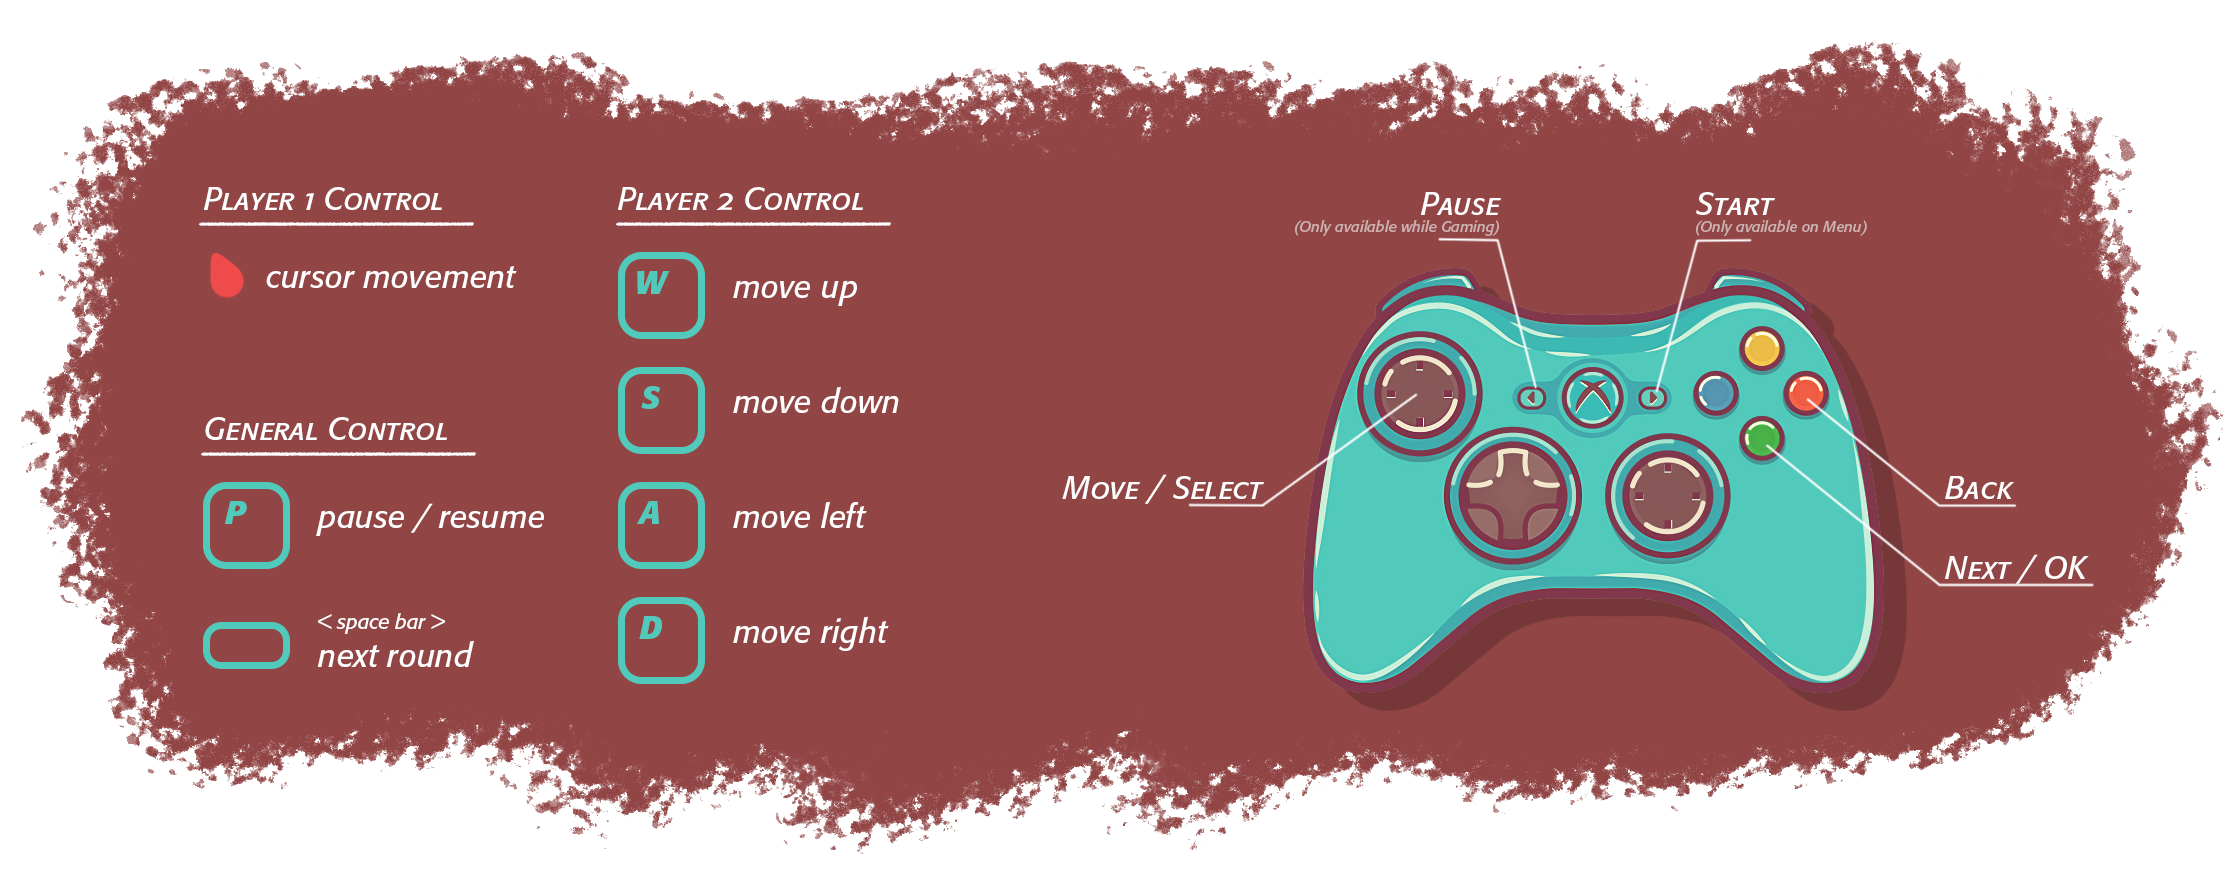 Player 1 Control
cursor movement
General Control
P
pause / resume
< space bar >
next round
Player 2 Control
W
move up
S
move down
A
move left
D
move right
Pause
(Only available while Gaming)
Start
(Only available on Menu)
Move / Select
Back
Next / OK